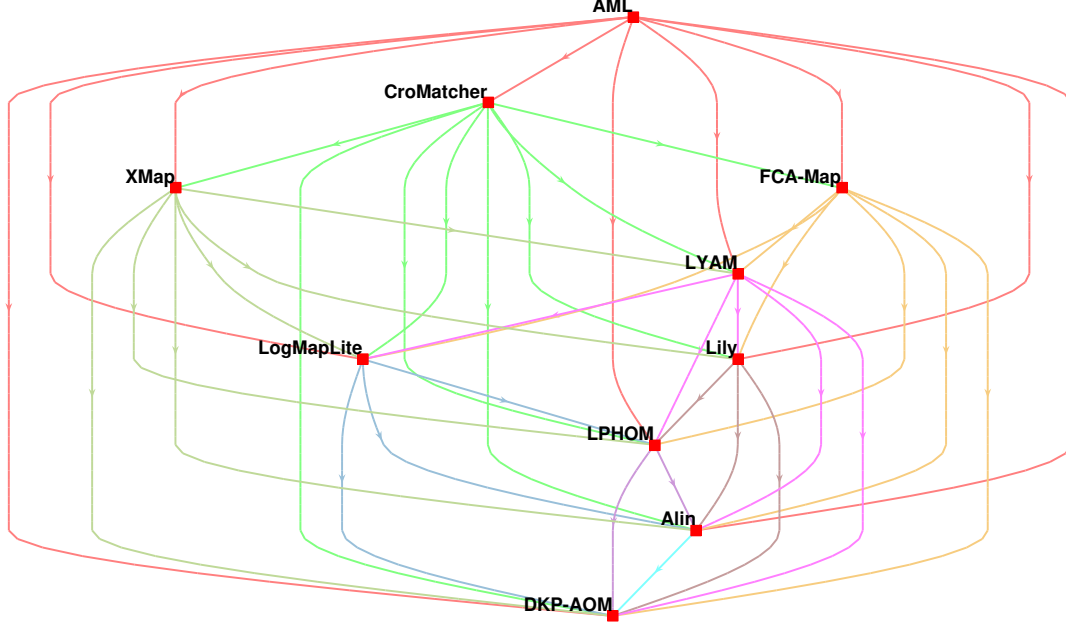 AML
CroMatcher
XMap
FCA-Map
LYAM
LogMapLite
Lily
LPHOM
Alin
DKP-AOM